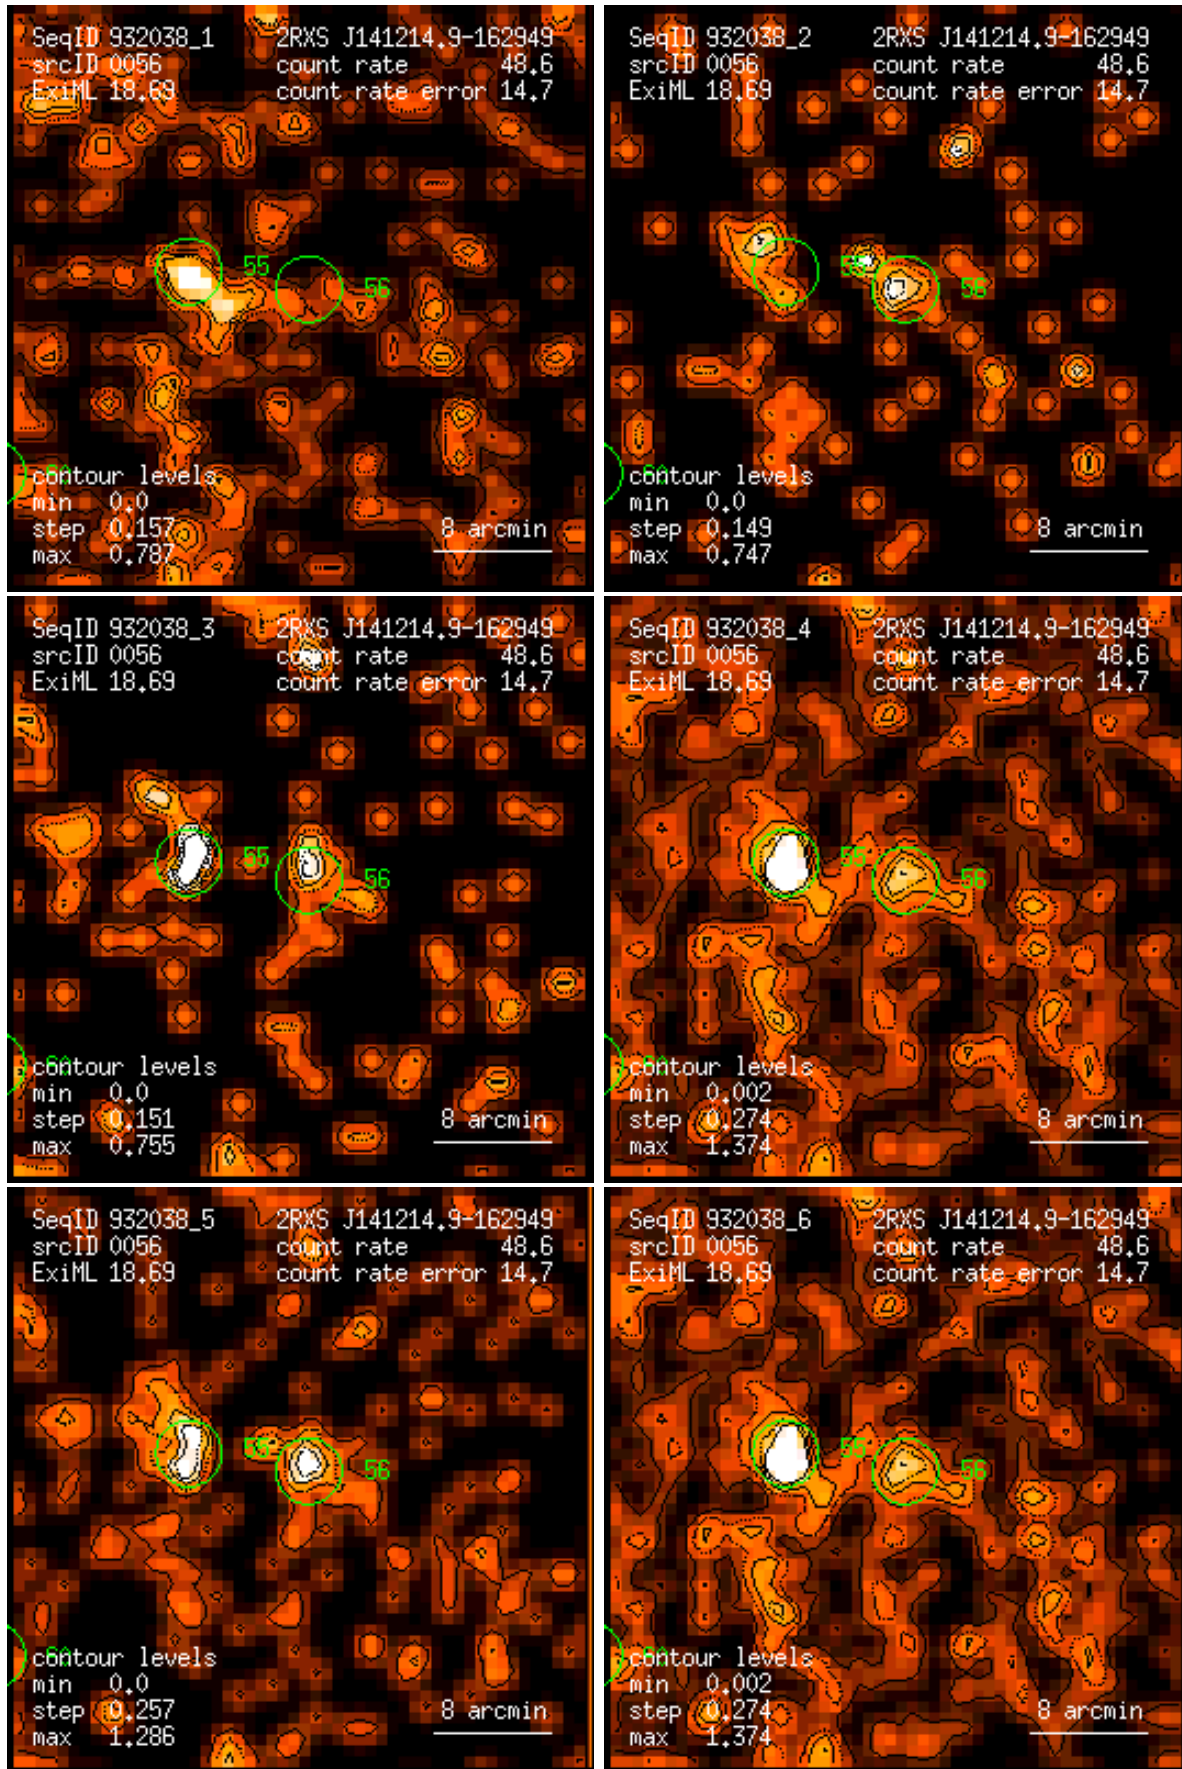 SeqID 932038_1 2RXS J141214.9-162949
srcID 0056 count rate 48.6
ExiML 18.69 count rate error 14.7
55
56
contour levels
min 0.0
step 0.157 8 arcmin
max 0.787
SeqID 932038_2 2RXS J141214.9-162949
srcID 0056 count rate 48.6
ExiML 18.69 count rate error 14.7
55
56
contour levels
min 0.0
step 0.149 8 arcmin
max 0.747
SeqID 932038_3 2RXS J141214.9-162949
srcID 0056 count rate 48.6
ExiML 18.69 count rate error 14.7
55
56
contour levels
min 0.0
step 0.151 8 arcmin
max 0.755
SeqID 932038_4 2RXS J141214.9-162949
srcID 0056 count rate 48.6
ExiML 18.69 count rate error 14.7
55
56
contour levels
min 0.002
step 0.274 8 arcmin
max 1.374
SeqID 932038_5 2RXS J141214.9-162949
srcID 0056 count rate 48.6
ExiML 18.69 count rate error 14.7
55
56
contour levels
min 0.0
step 0.257 8 arcmin
max 1.286
SeqID 932038_6 2RXS J141214.9-162949
srcID 0056 count rate 48.6
ExiML 18.69 count rate error 14.7
55
56
contour levels
min 0.002
step 0.274 8 arcmin
max 1.374